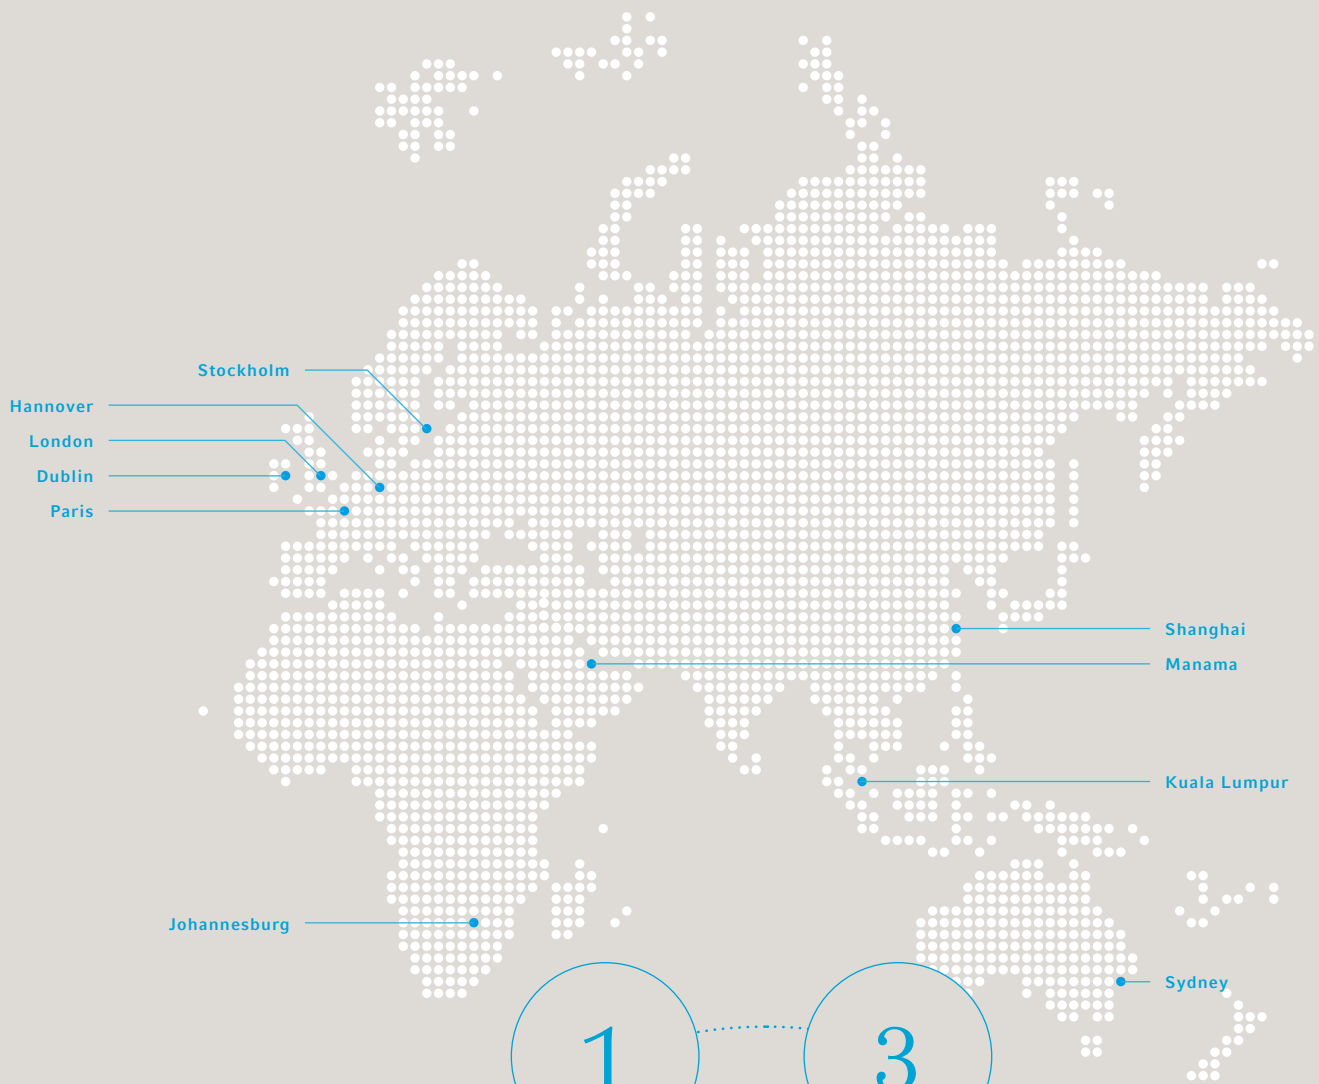 Stockholm
Hannover
London
Dublin
Paris
Shanghai
Manama
Kuala Lumpur
Johannesburg
Sydney
1
3